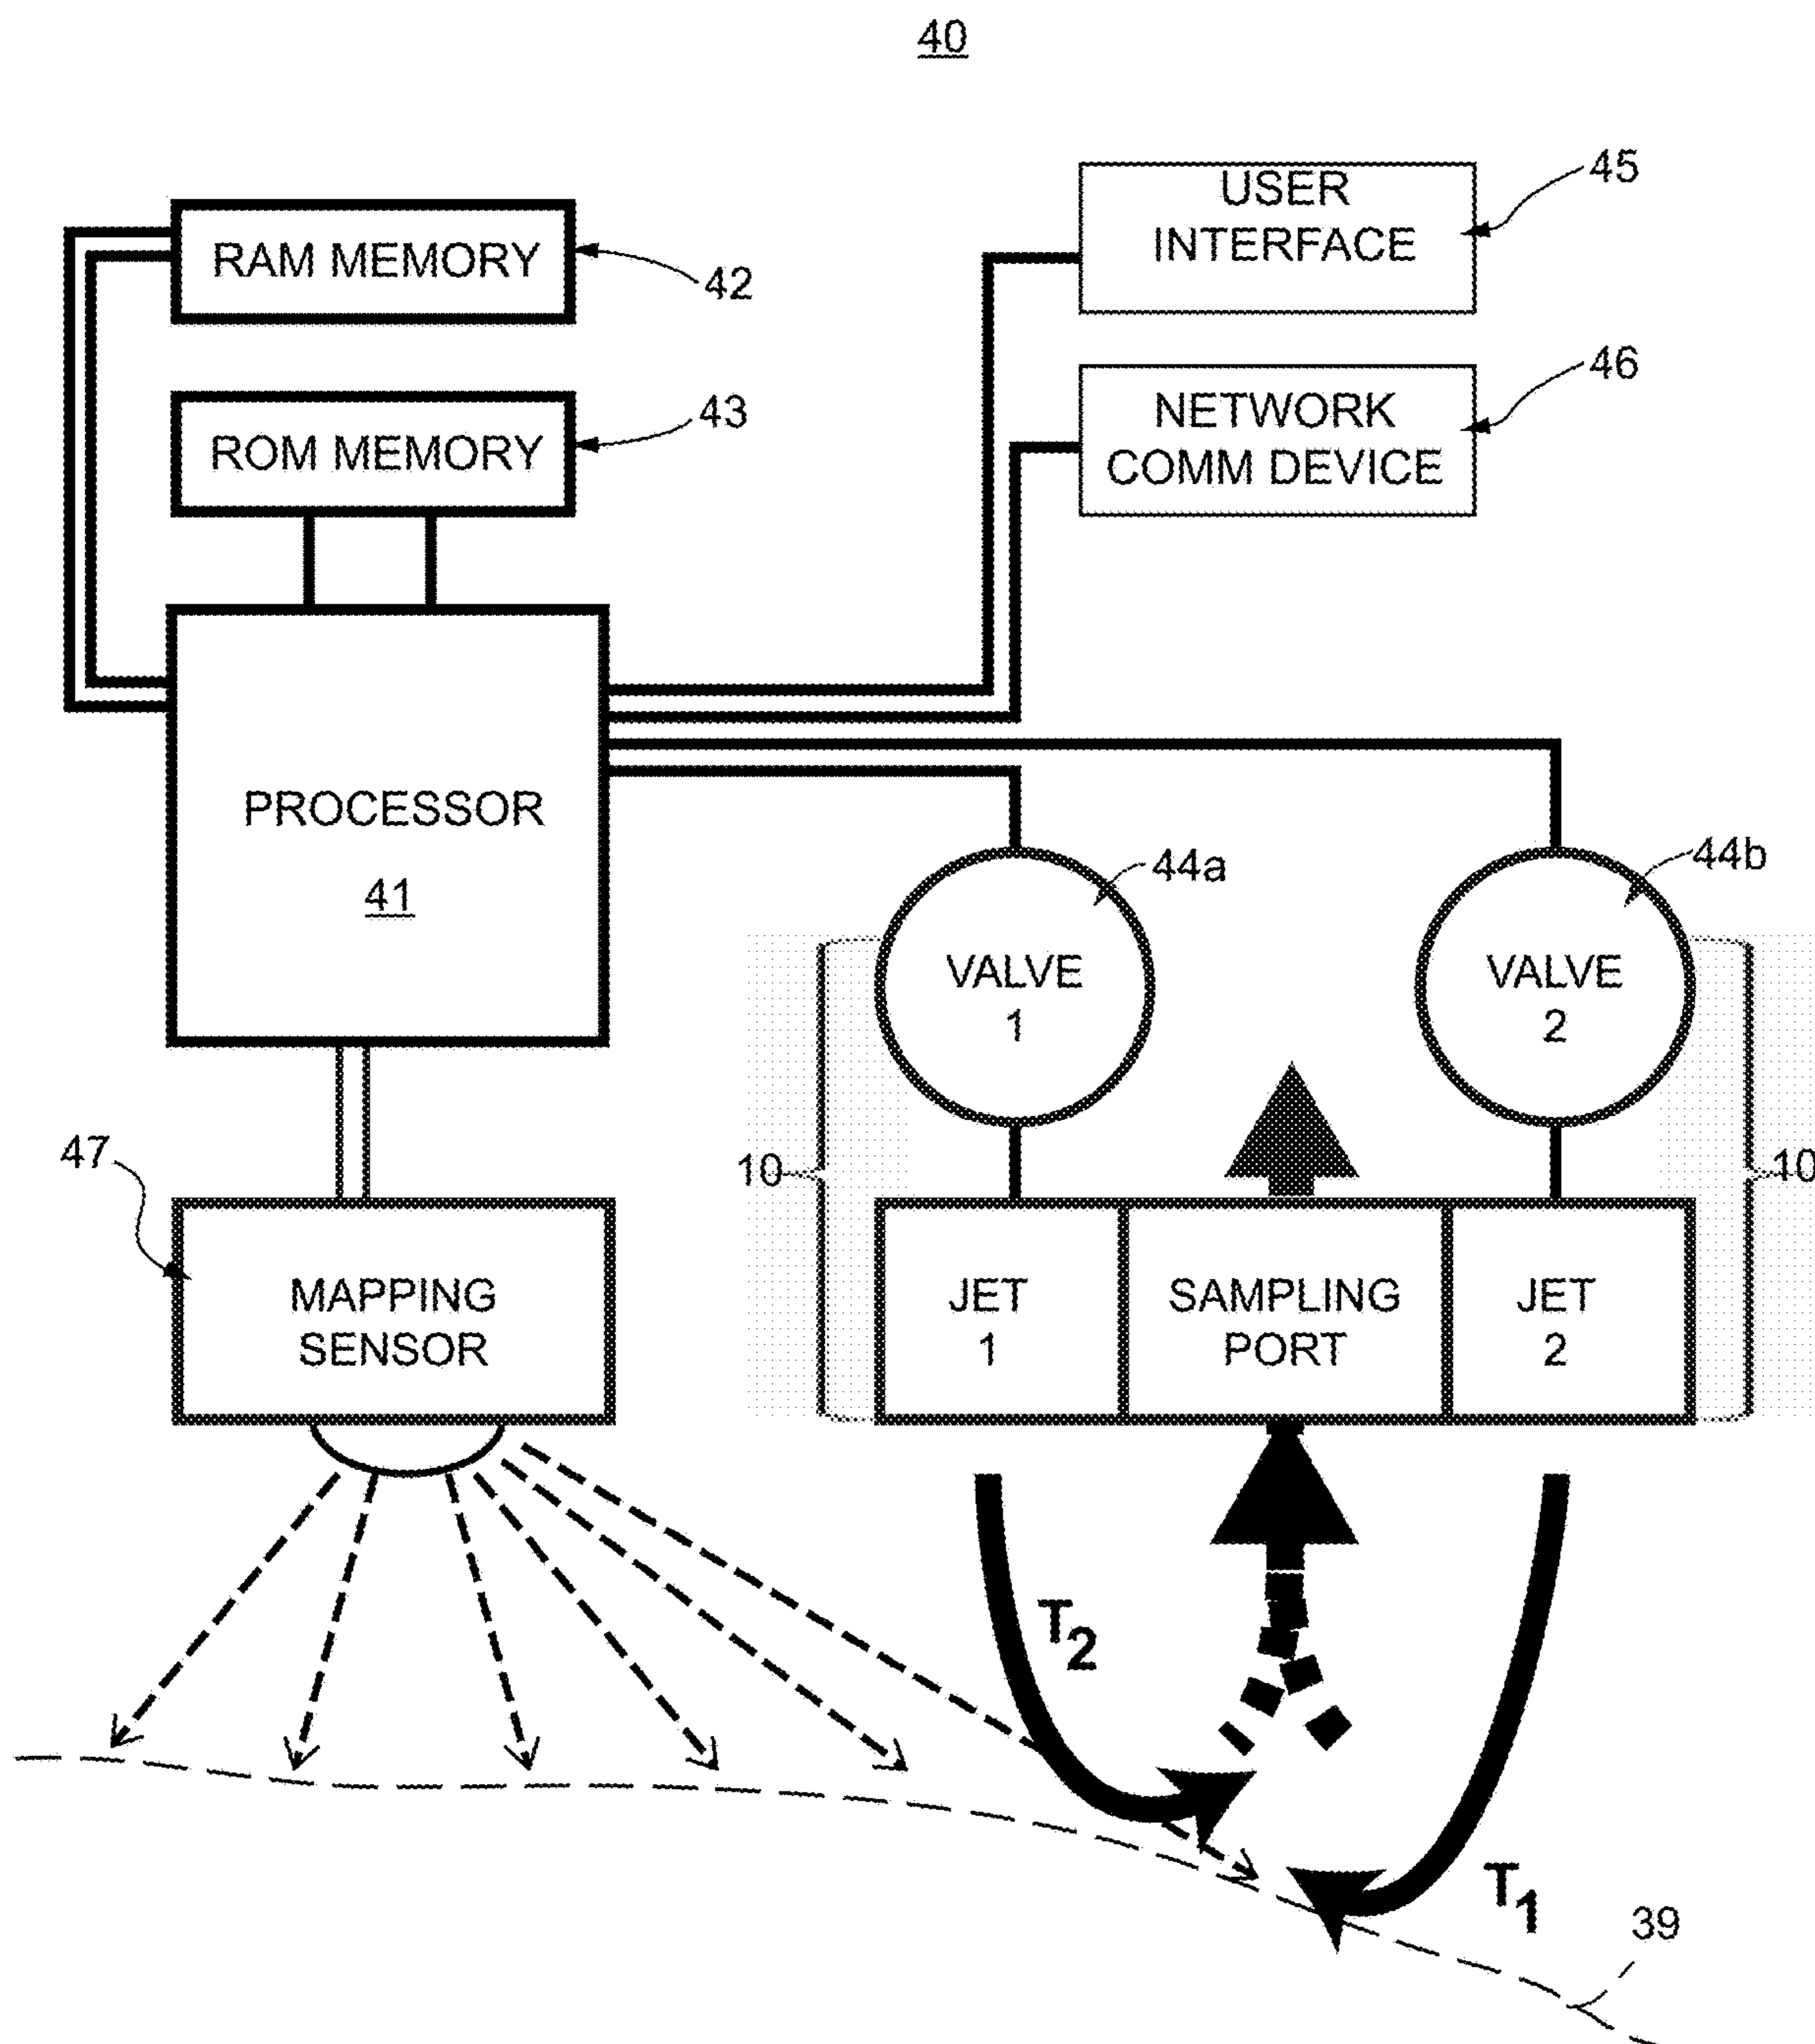 40
RAM MEMORY
42
ROM MEMORY
43
USER
INTERFACE
45
NETWORK
COMM DEVICE
46
PROCESSOR
41
VALVE
1
44a
VALVE
2
44b
10
10
47
MAPPING
SENSOR
JET
1
SAMPLING
PORT
JET
2
T2
T1
39